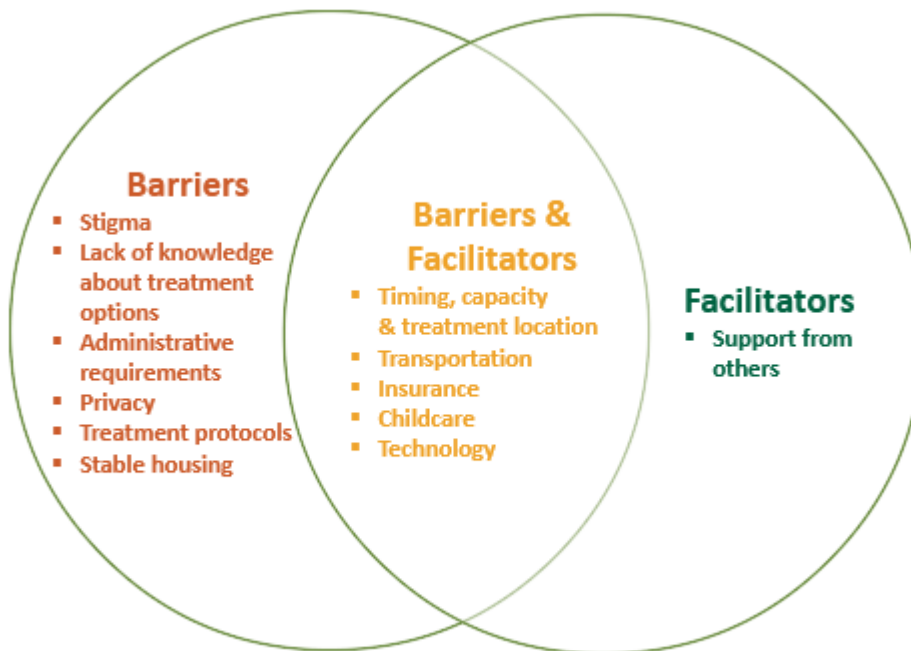 Barriers
▪ Stigma
▪ Lack of knowledge
about treatment
options
▪ Administrative
requirements
▪ Privacy
▪ Treatment protocols
▪ Stable housing
Barriers &
Facilitators
▪ Timing, capacity
& treatment location
▪ Transportation
▪ Insurance
▪ Childcare
▪ Technology
Facilitators
▪ Support from
others